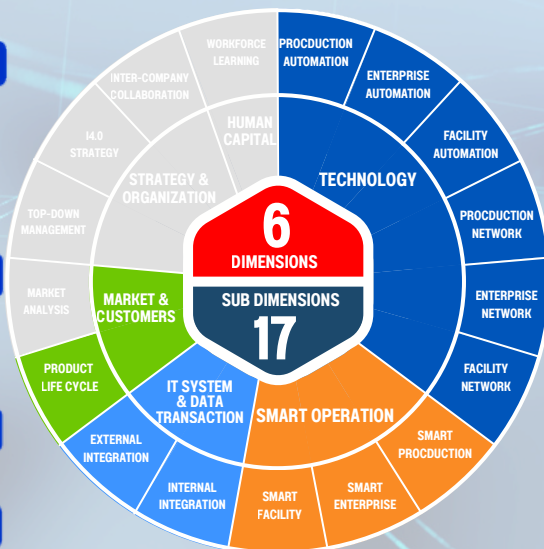 WORKFORCE
LEARNING
PROCDUCTION
AUTOMATION
ENTERPRISE
AUTOMATION
FACILITY
AUTOMATION
PROCDUCTION
NETWORK
ENTERPRISE
NETWORK
FACILITY
NETWORK
SMART
PROCDUCTION
SMART
ENTERPRISE
SMART
FACILITY
INTERNAL
INTEGRATION
EXTERNAL
INTEGRATION
PRODUCT
LIFE CYCLE
MARKET
ANALYSIS
TOP-DOWN
MANAGEMENT
I4.0
STRATEGY
INTER-COMPANY
COLLABORATION
HUMAN
CAPITAL
TECHNOLOGY
SMART OPERATION
IT SYSTEM
& DATA
TRANSACTION
MARKET &
CUSTOMERS
STRATEGY &
ORGANIZATION
6
DIMENSIONS
SUB DIMENSIONS
17